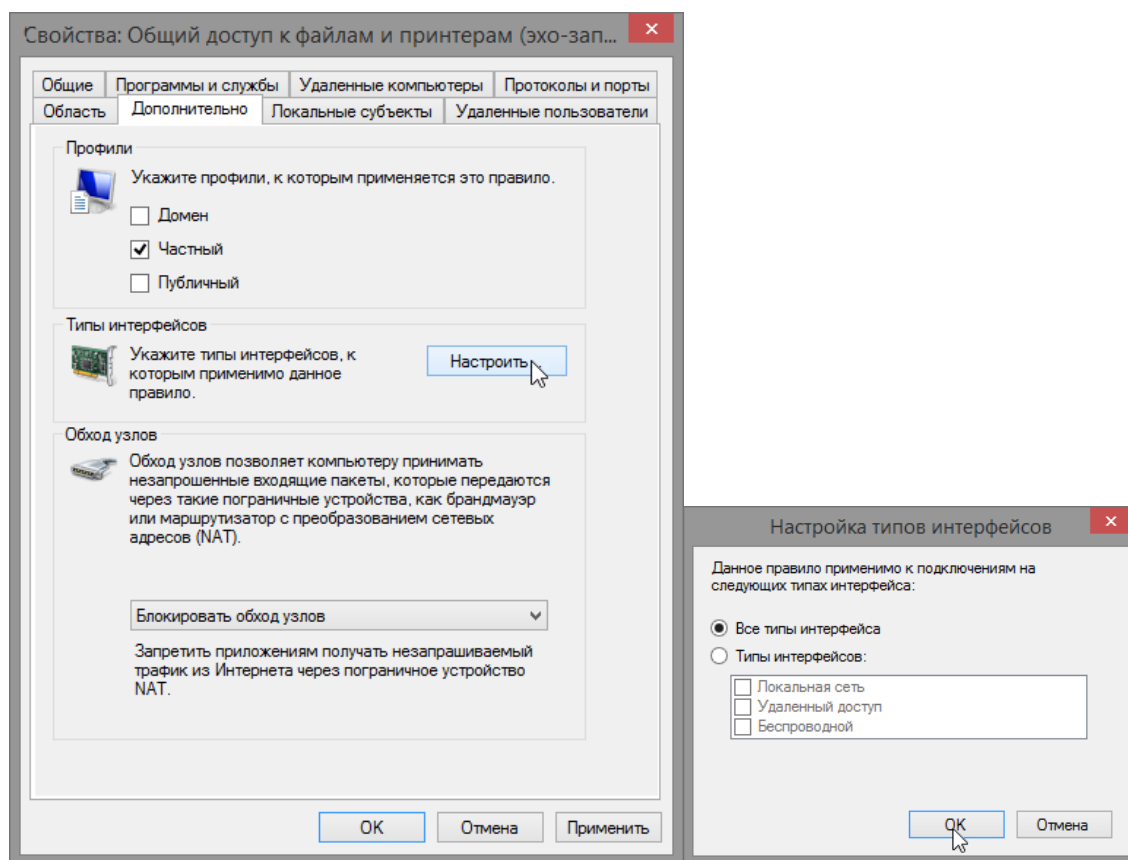 Свойства: Общий доступ к файлам и принтерам (эхо-зап...
Общие Программы и службы Удаленные компьютеры Протоколы и порты
Область Дополнительно Локальные субъекты Удаленные пользователи
Профили
Укажите профили, к которым применяется это правило.
Домен
Частный
Публичный
Типы интерфейсов
Укажите типы интерфейсов, к
которым применимо данное
правило.
Настроить...
Обход узлов
Обход узлов позволяет компьютеру принимать
незапрошенные входящие пакеты, которые передаются
через такие пограничные устройства, как брандмауэр
или маршрутизатор с преобразованием сетевых
адресов (NAT).
Блокировать обход узлов
Запретить приложениям получать незапрашиваемый
трафик из Интернета через пограничное устройство
NAT.
OK Отмена Применить
Настройка типов интерфейсов
Данное правило применимо к подключениям на
следующих типах интерфейса:
Все типы интерфейса
Типы интерфейсов:
Локальная сеть
Удаленный доступ
Беспроводной
OK Отмена